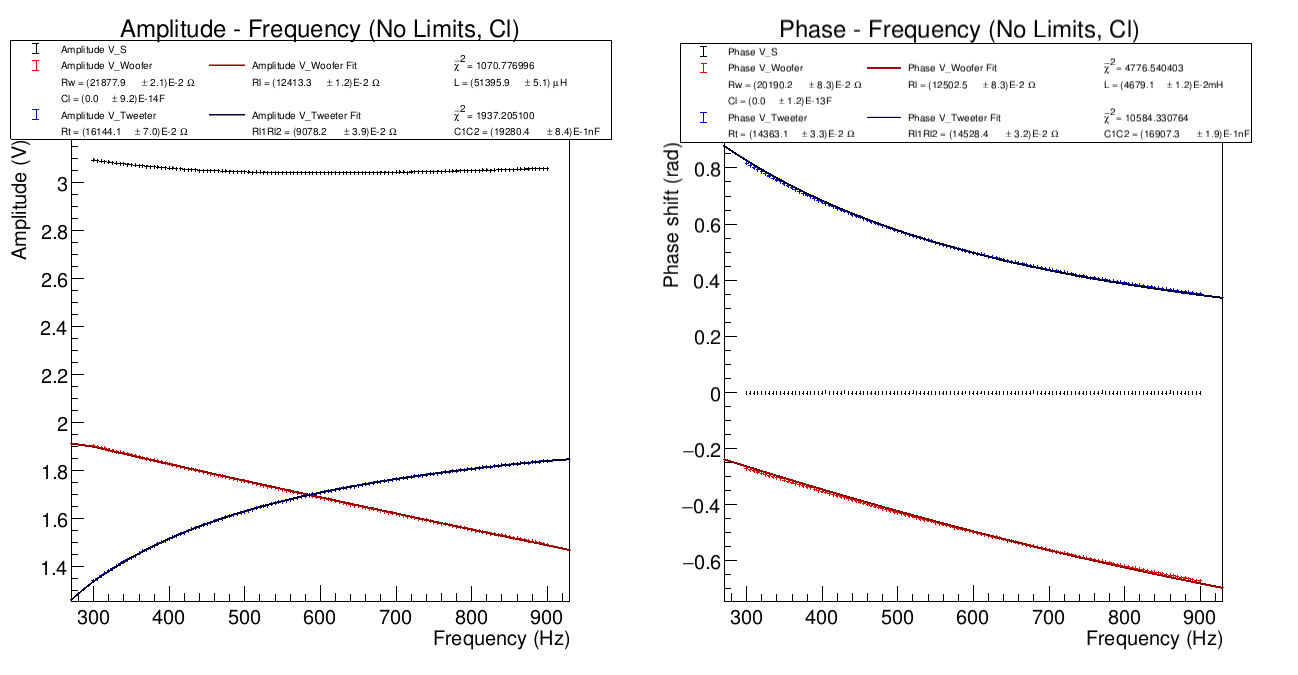 Amplitude - Frequency (No Limits, Cl)
Amplitude V_S
Amplitude V_Woofer Amplitude V_Woofer Fit χ̃² = 1070.776996
Rw = (21877.9 ± 2.1)E-2 Ω Rl = (12413.3 ± 1.2)E-2 Ω L = (51395.9 ± 5.1) μH
Cl = (0.0 ± 9.2)E-14F
Amplitude V_Tweeter Amplitude V_Tweeter Fit χ̃² = 1937.205100
Rt = (16144.1 ± 7.0)E-2 Ω Rl1Rl2 = (9078.2 ± 3.9)E-2 Ω C1C2 = (19280.4 ± 8.4)E-1nF
Amplitude (V)
3
2.8
2.6
2.4
2.2
2
1.8
1.6
1.4
300 400 500 600 700 800 900
Frequency (Hz)
Phase - Frequency (No Limits, Cl)
Phase V_S
Phase V_Woofer Phase V_Woofer Fit χ̃² = 4776.540403
Rw = (20190.2 ± 8.3)E-2 Ω Rl = (12502.5 ± 8.3)E-2 Ω L = (4679.1 ± 1.2)E-2mH
Cl = (0.0 ± 1.2)E-13F
Phase V_Tweeter Phase V_Tweeter Fit χ̃² = 10584.330764
Rt = (14363.1 ± 3.3)E-2 Ω Rl1Rl2 = (14528.4 ± 3.2)E-2 Ω C1C2 = (16907.3 ± 1.9)E-1nF
Phase shift (rad)
0.8
0.6
0.4
0.2
0
−0.2
−0.4
−0.6
300 400 500 600 700 800 900
Frequency (Hz)